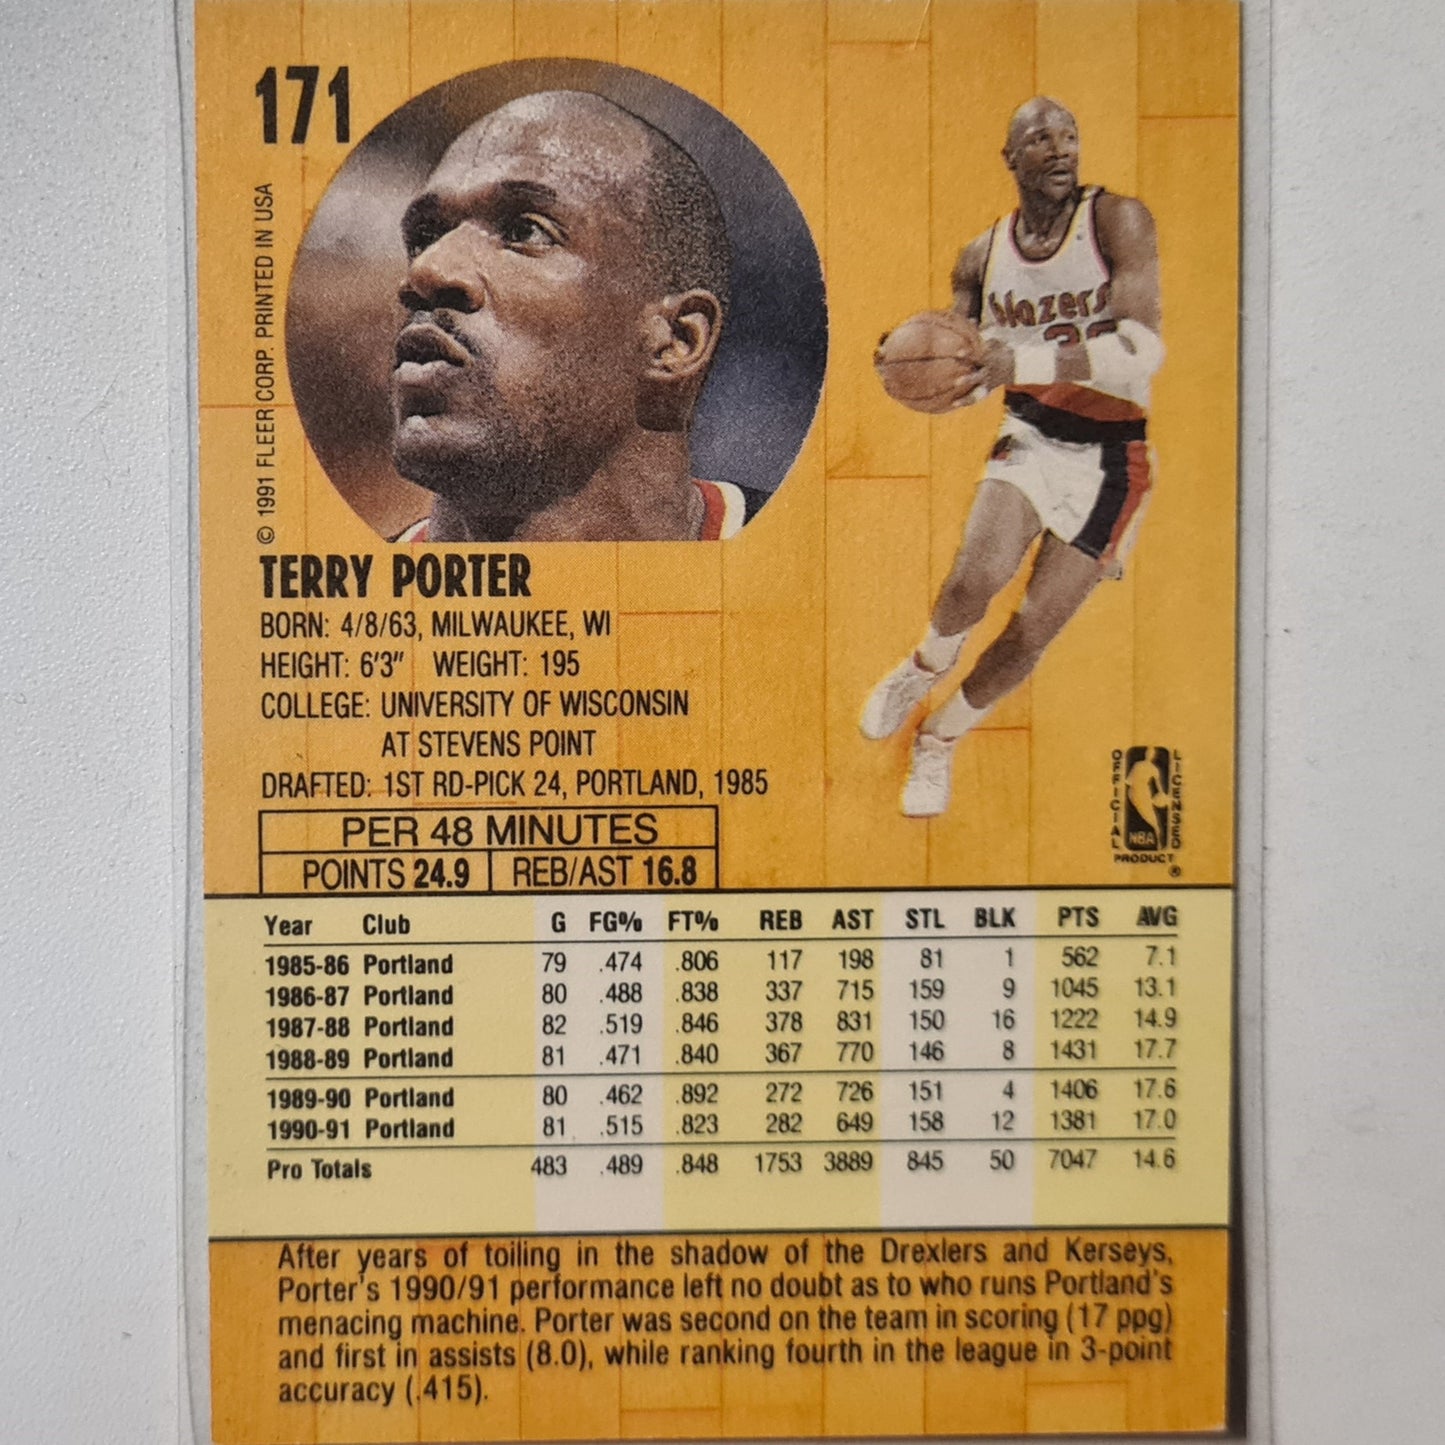 171
© 1991 FLEER CORP. PRINTED IN USA
blazers
TERRY PORTER
BORN: 4/8/63, MILWAUKEE, WI
HEIGHT: 6'3" WEIGHT: 195
COLLEGE: UNIVERSITY OF WISCONSIN
AT STEVENS POINT
DRAFTED: 1ST RD-PICK 24, PORTLAND, 1985
OFFICIAL LICENSED
NBA
PRODUCT ®
PER 48 MINUTES
POINTS 24.9 REB/AST 16.8
Year Club G FG% FT% REB AST STL BLK PTS AVG
1985-86 Portland 79 .474 .806 117 198 81 1 562 7.1
1986-87 Portland 80 .488 .838 337 715 159 9 1045 13.1
1987-88 Portland 82 .519 .846 378 831 150 16 1222 14.9
1988-89 Portland 81 .471 .840 367 770 146 8 1431 17.7
1989-90 Portland 80 .462 .892 272 726 151 4 1406 17.6
1990-91 Portland 81 .515 .823 282 649 158 12 1381 17.0
Pro Totals 483 .489 .848 1753 3889 845 50 7047 14.6
After years of toiling in the shadow of the Drexlers and Kerseys,
Porter's 1990/91 performance left no doubt as to who runs Portland's
menacing machine. Porter was second on the team in scoring (17 ppg)
and first in assists (8.0), while ranking fourth in the league in 3-point
accuracy (.415).